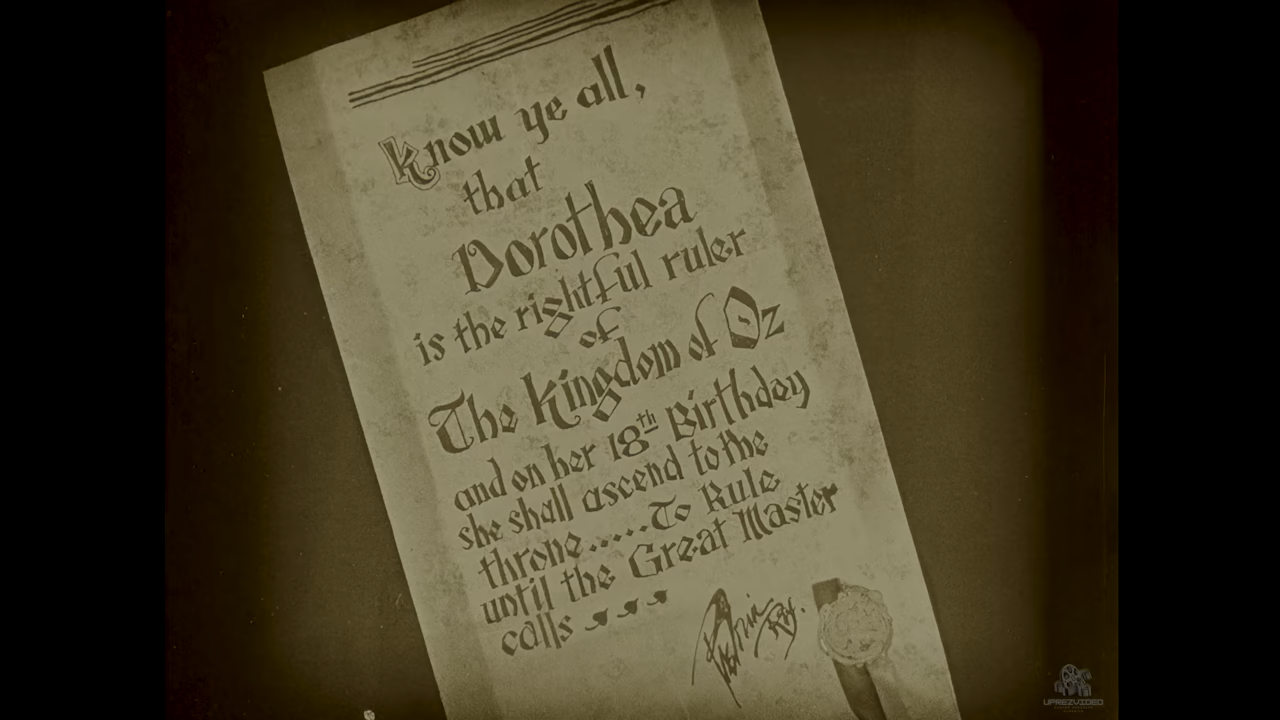 Know ye all,
that
Dorothea
is the rightful ruler
of
The Kingdom of Oz
and on her 18th Birthday
she shall ascend to the
throne.....To Rule
until the Great Master
calls
UPREZVIDEO